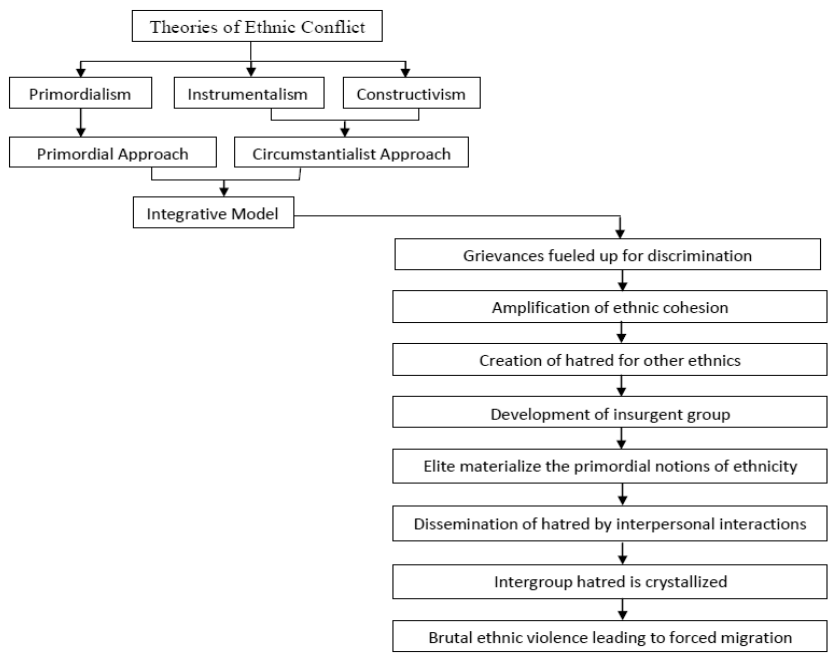 Theories of Ethnic Conflict
Primordialism
Instrumentalism
Constructivism
Primordial Approach
Circumstantialist Approach
Integrative Model
Grievances fueled up for discrimination
Amplification of ethnic cohesion
Creation of hatred for other ethnics
Development of insurgent group
Elite materialize the primordial notions of ethnicity
Dissemination of hatred by interpersonal interactions
Intergroup hatred is crystallized
Brutal ethnic violence leading to forced migration